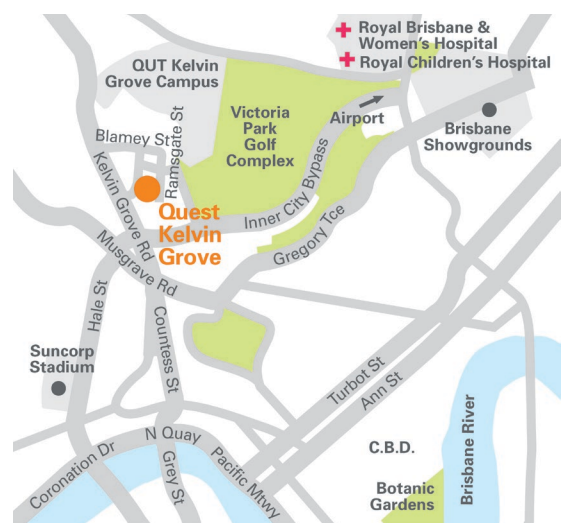 Royal Brisbane &
Women's Hospital
Royal Children's Hospital
QUT Kelvin
Grove Campus
Airport
Brisbane
Showgrounds
Victoria
Park
Golf
Complex
Blamey St
Ramsgate St
Kelvin Grove Rd
Quest
Kelvin
Grove
Inner City Bypass
Gregory Tce
Musgrave Rd
Hale St
Countess St
Suncorp
Stadium
Turbot St
Ann St
Coronation Dr
N Quay
Pacific Mtwy
Grey St
C.B.D.
Botanic
Gardens
Brisbane River